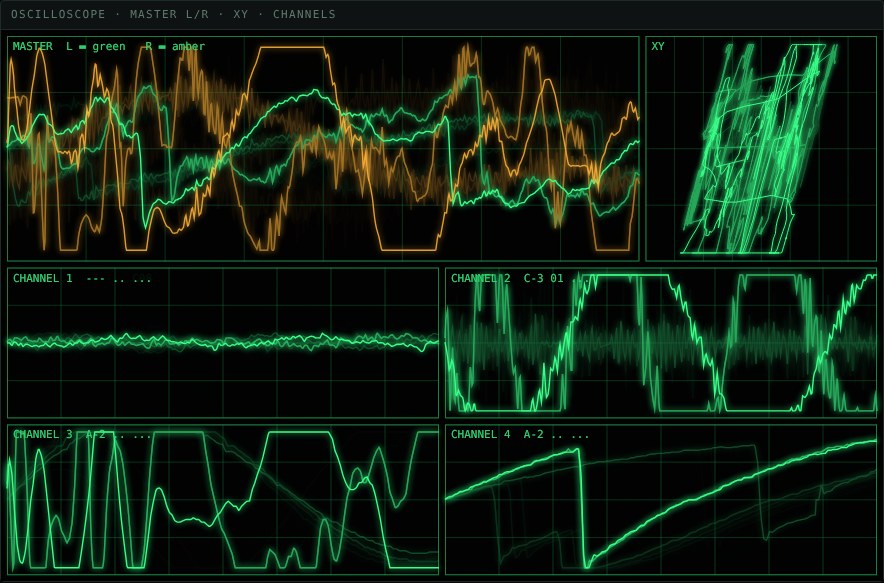 OSCILLOSCOPE · MASTER L/R · XY · CHANNELS
MASTER L = green R = amber
XY
CHANNEL 1 --- .. ...
CHANNEL 2 C-3 01 ...
CHANNEL 3 A-2 .. ...
CHANNEL 4 A-2 .. ...